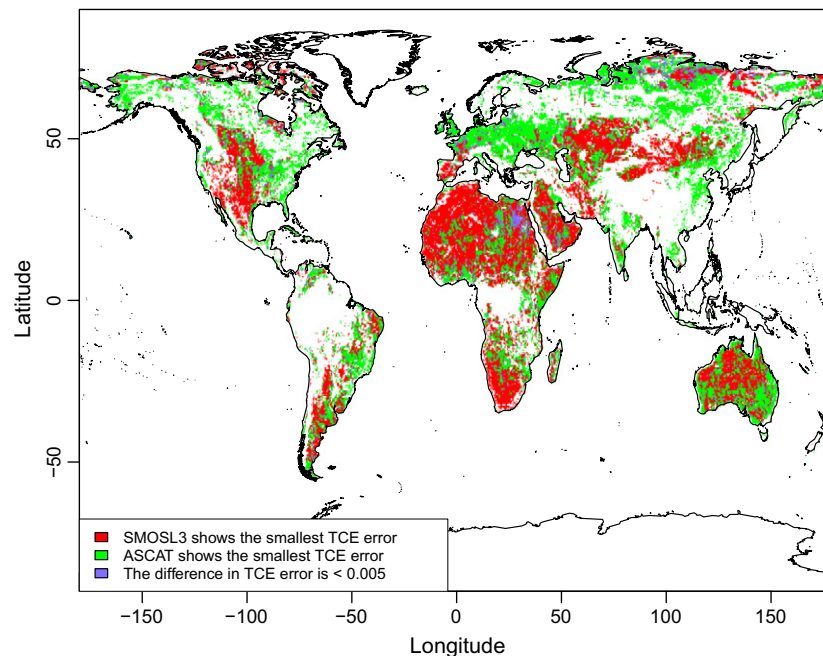 Latitude
50
0
−50
SMOSL3 shows the smallest TCE error
ASCAT shows the smallest TCE error
The difference in TCE error is < 0.005
−150 −100 −50 0 50 100 150
Longitude